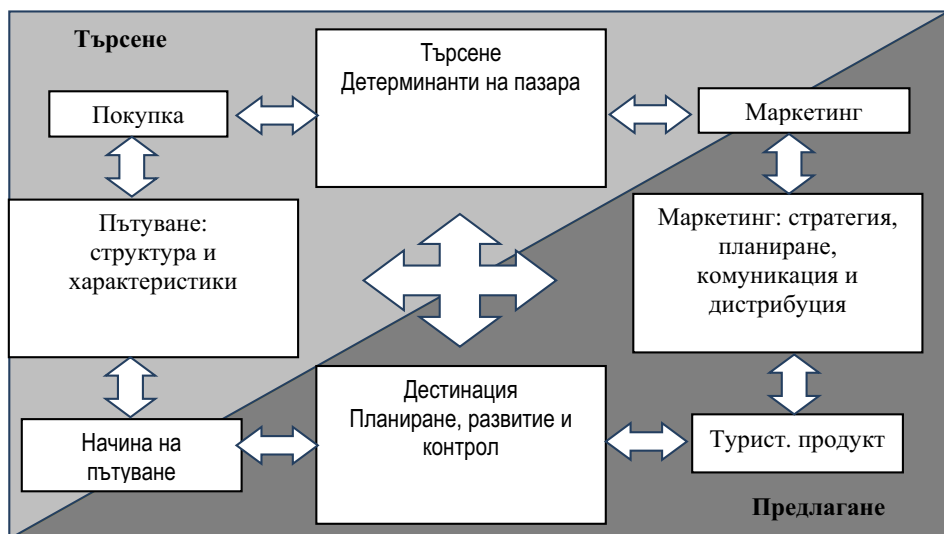 Търсене
Търсене
Детерминанти на пазара
Покупка
Маркетинг
Пътуване:
структура и
характеристики
Маркетинг: стратегия,
планиране,
комуникация и
дистрибуция
Дестинация
Планиране, развитие и
контрол
Начина на
пътуване
Турист. продукт
Предлагане